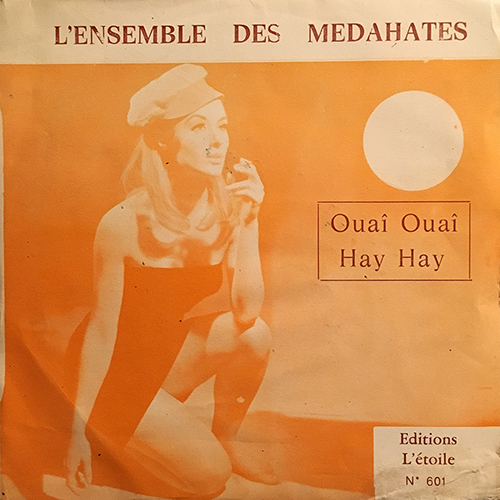 L'ENSEMBLE DES MEDAHATES
Ouaî Ouaî
Hay Hay
Editions
L'étoile
N° 601